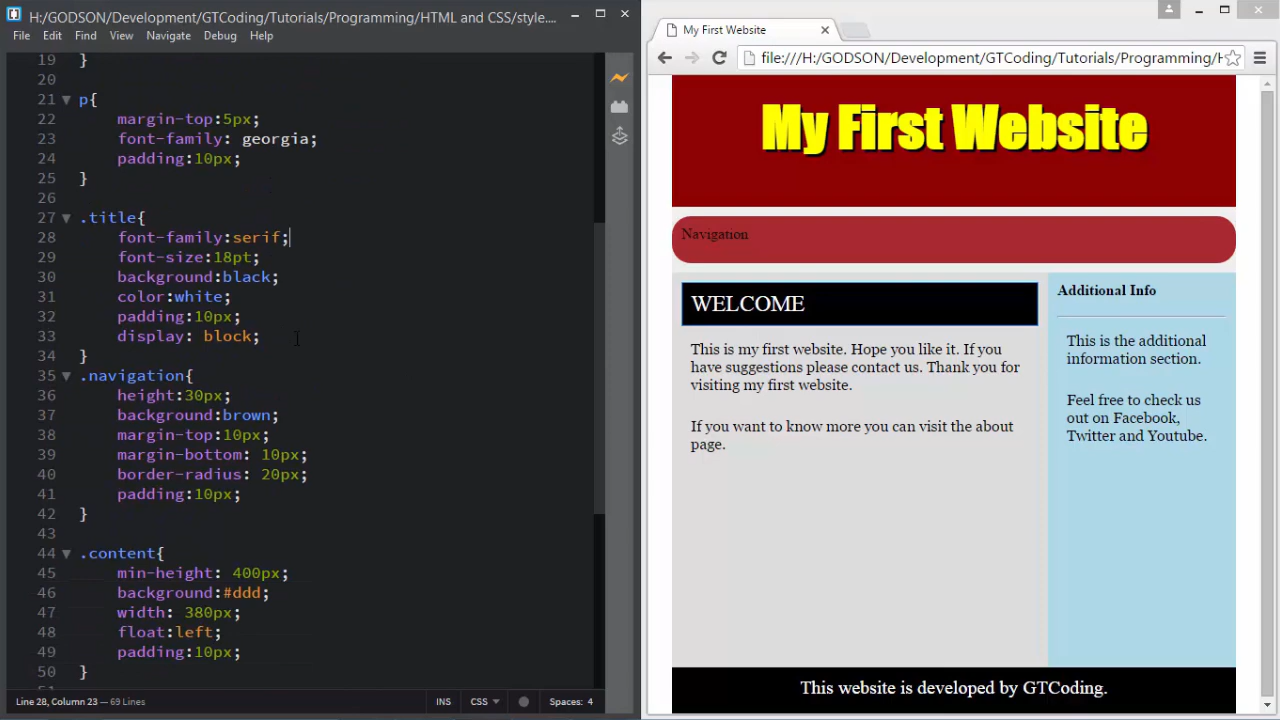 H:/GODSON/Development/GTCoding/Tutorials/Programming/HTML and CSS/style....
File Edit Find View Navigate Debug Help
19 }
20
21 p{
22 margin-top:5px;
23 font-family: georgia;
24 padding:10px;
25 }
26
27 .title{
28 font-family:serif;
29 font-size:18pt;
30 background:black;
31 color:white;
32 padding:10px;
33 display: block;
34 }
35 .navigation{
36 height:30px;
37 background:brown;
38 margin-top:10px;
39 margin-bottom: 10px;
40 border-radius: 20px;
41 padding:10px;
42 }
43
44 .content{
45 min-height: 400px;
46 background:#ddd;
47 width: 380px;
48 float:left;
49 padding:10px;
50 }
Line 28, Column 23 — 69 Lines
INS CSS Spaces: 4
My First Website
file:///H:/GODSON/Development/GTCoding/Tutorials/Programming/H
My First Website
Navigation
WELCOME
This is my first website. Hope you like it. If you
have suggestions please contact us. Thank you for
visiting my first website.
If you want to know more you can visit the about
page.
Additional Info
This is the additional
information section.
Feel free to check us
out on Facebook,
Twitter and Youtube.
This website is developed by GTCoding.